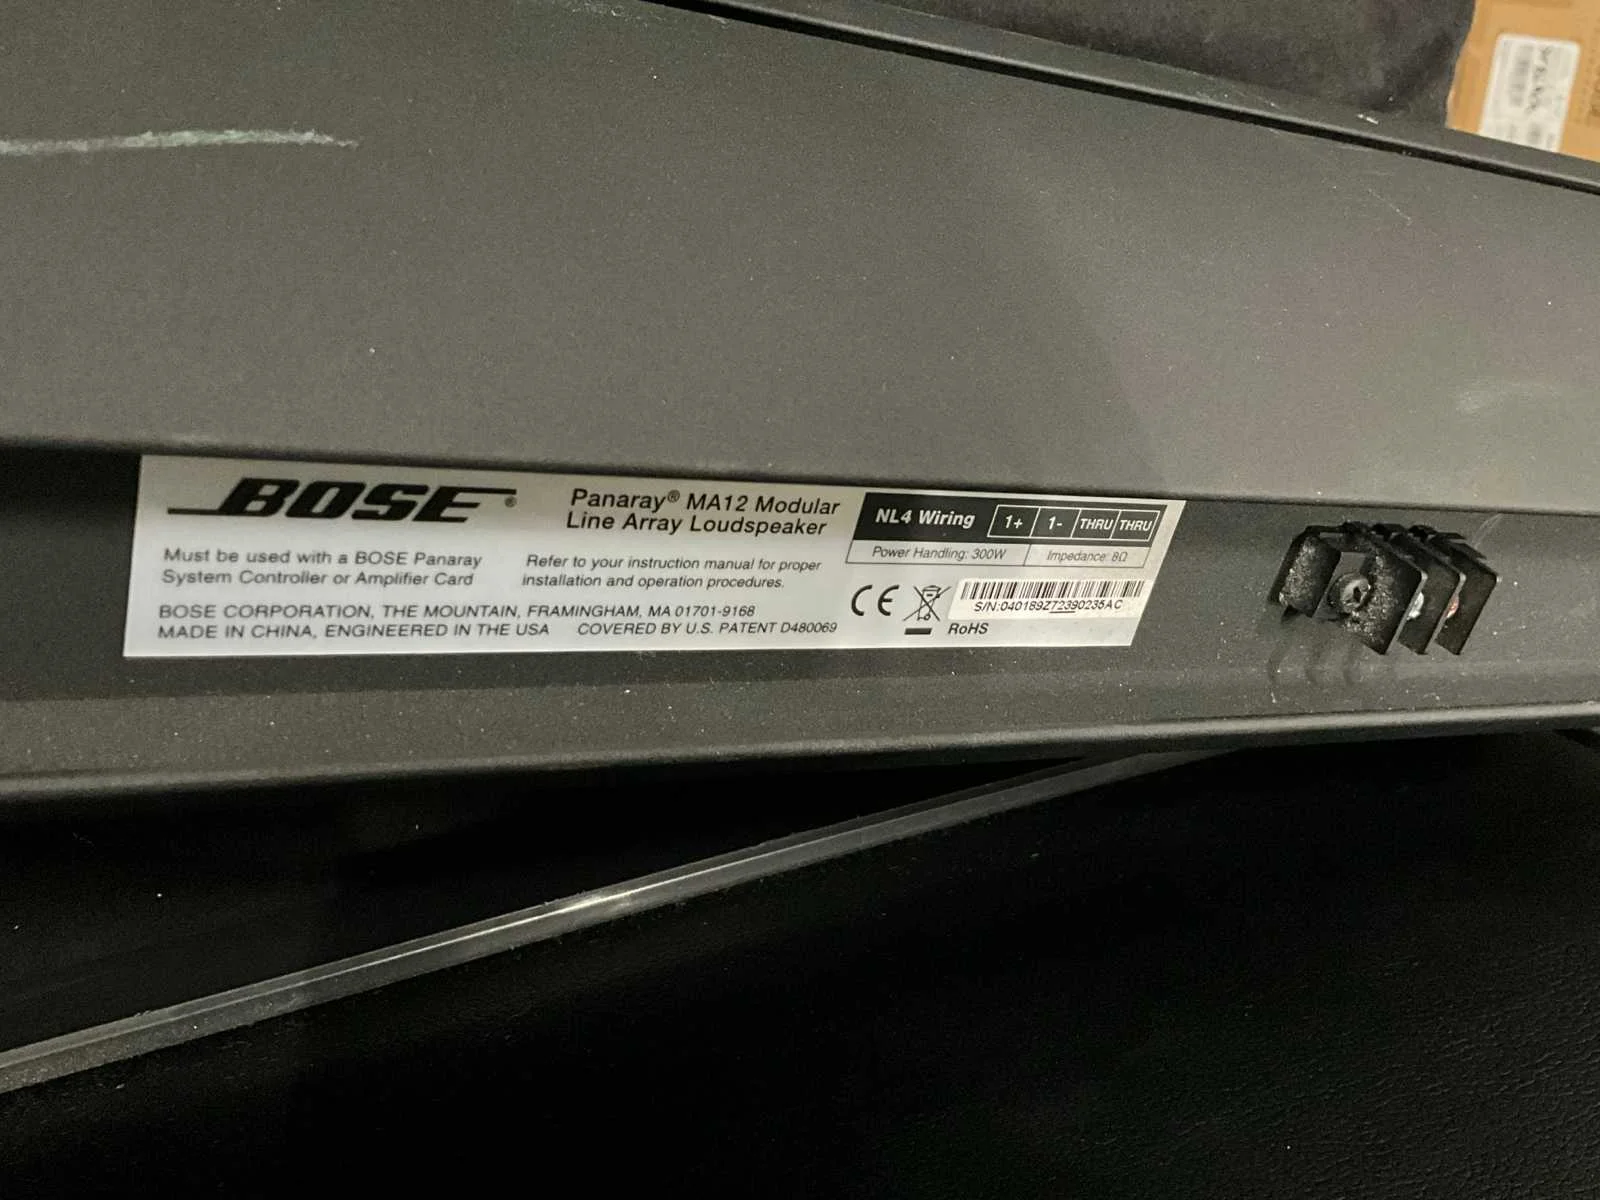 BOSE®
Panaray® MA12 Modular
Line Array Loudspeaker
Must be used with a BOSE Panaray
System Controller or Amplifier Card
Refer to your instruction manual for proper
installation and operation procedures.
BOSE CORPORATION, THE MOUNTAIN, FRAMINGHAM, MA 01701-9168
MADE IN CHINA, ENGINEERED IN THE USA COVERED BY U.S. PATENT D480069
NL4 Wiring 1+ 1- THRU THRU
Power Handling: 300W Impedance: 8Ω
CE
S/N:040189Z72390235AC
RoHS